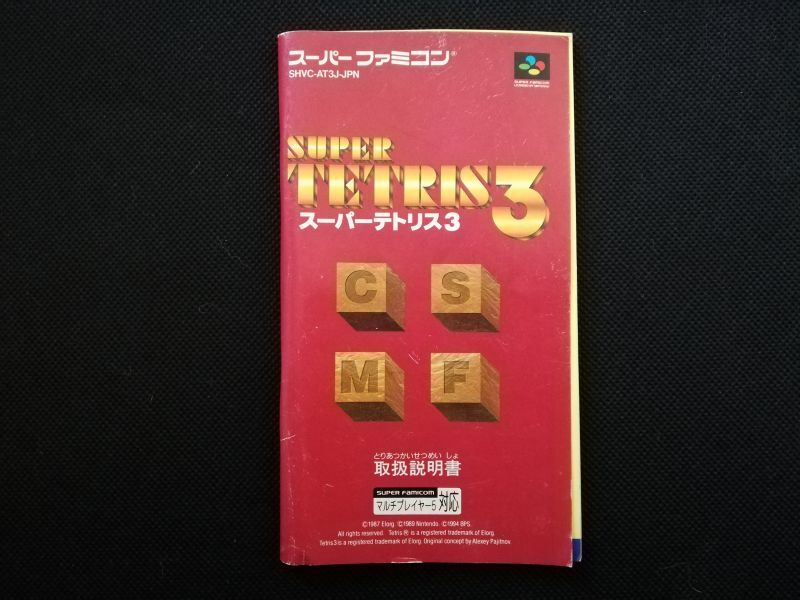 スーパーファミコン®
SHVC-AT3J-JPN
SUPER FAMICOM
SUPER
TETRIS3
スーパーテトリス3
C S
M F
とりあつかいせつめいしょ
取扱説明書
SUPER FAMICOM
マルチプレイヤー5 対応
©1987 Elorg. ©1989 Nintendo. ©1994 BPS.
All rights reserved. Tetris ® is a registered trademark of Elorg.
Tetris3 is a registered trademark of Elorg. Original concept by Alexey Pajitnov.